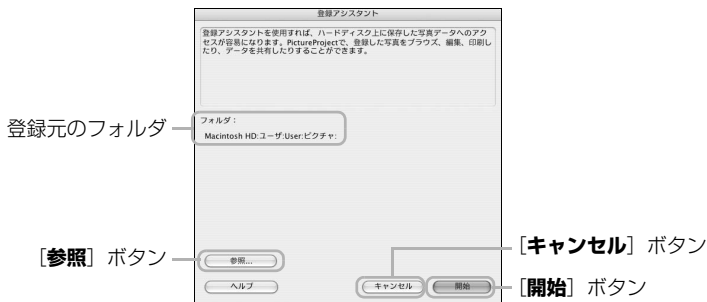 登録アシスタント
登録アシスタントを使用すれば、ハードディスク上に保存した写真データへのアク
セスが容易になります。PictureProjectで、登録した写真をブラウズ、編集、印刷し
たり、データを共有したりすることができます。
登録元のフォルダ
フォルダ：
Macintosh HD:ユーザ:User:ピクチャ:
[参照] ボタン
参照...
ヘルプ
キャンセル
開始
[キャンセル] ボタン
[開始] ボタン